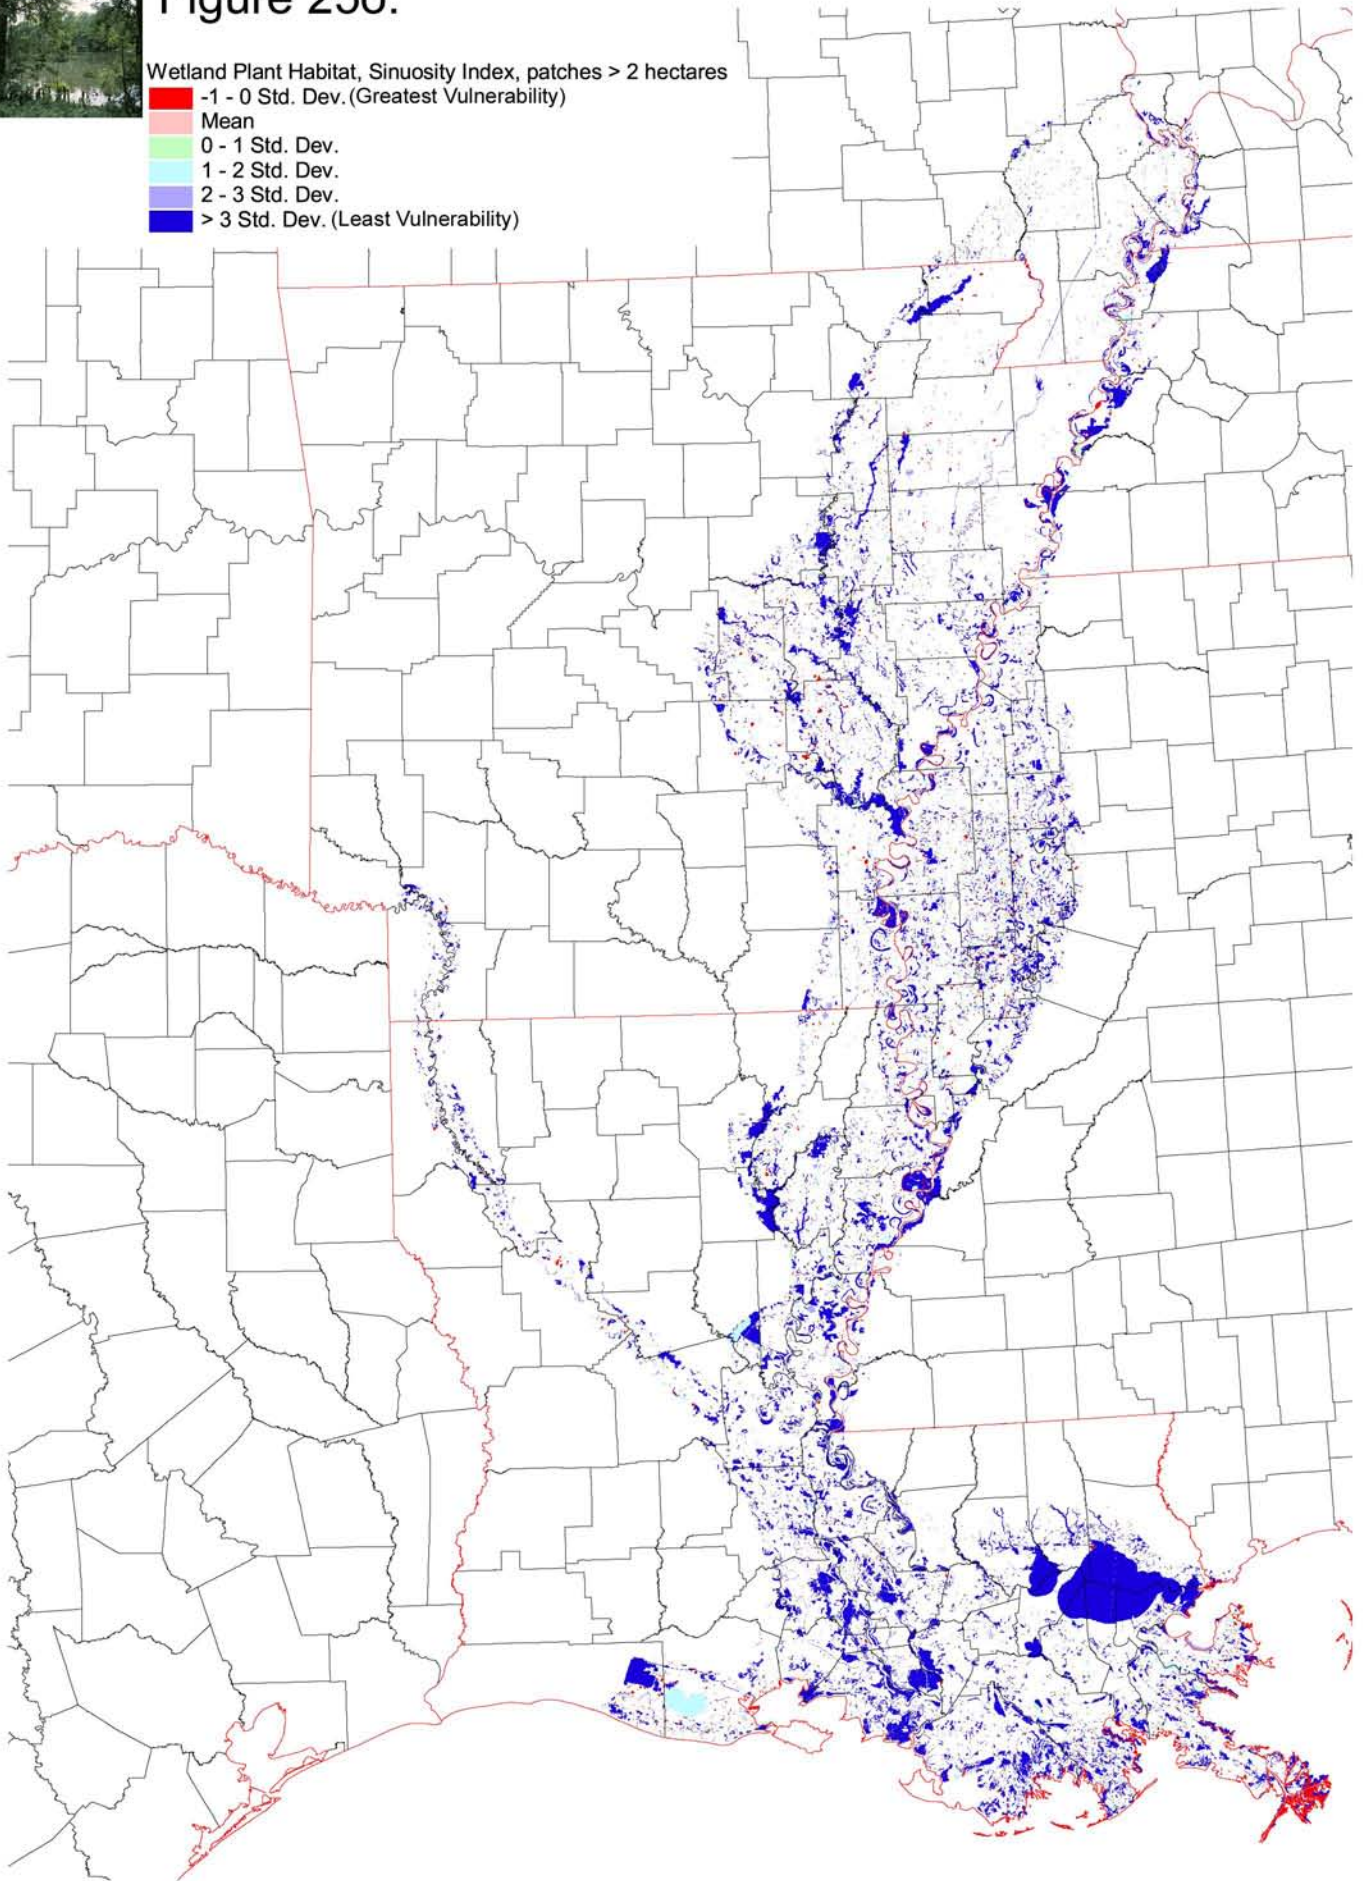 Figure
Wetland Plant Habitat, Sinuosity Index, patches > 2 hectares
-1 - 0 Std. Dev. (Greatest Vulnerability)
Mean
0 - 1 Std. Dev.
1 - 2 Std. Dev.
2 - 3 Std. Dev.
> 3 Std. Dev. (Least Vulnerability)